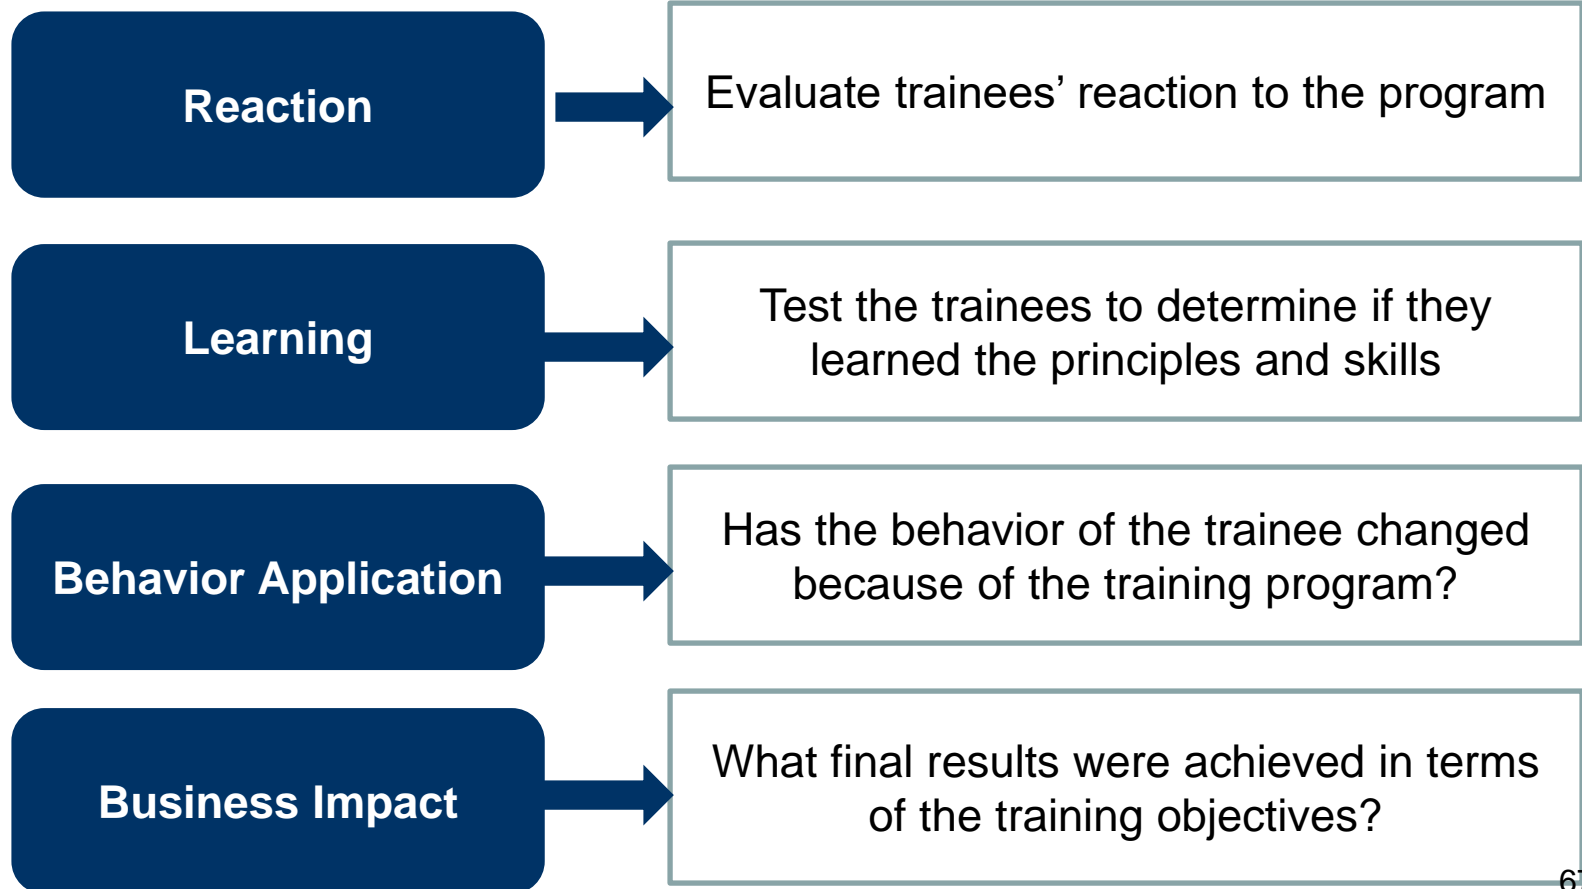 Reaction
Evaluate trainees’ reaction to the program
Learning
Test the trainees to determine if they
learned the principles and skills
Behavior Application
Has the behavior of the trainee changed
because of the training program?
Business Impact
What final results were achieved in terms
of the training objectives?